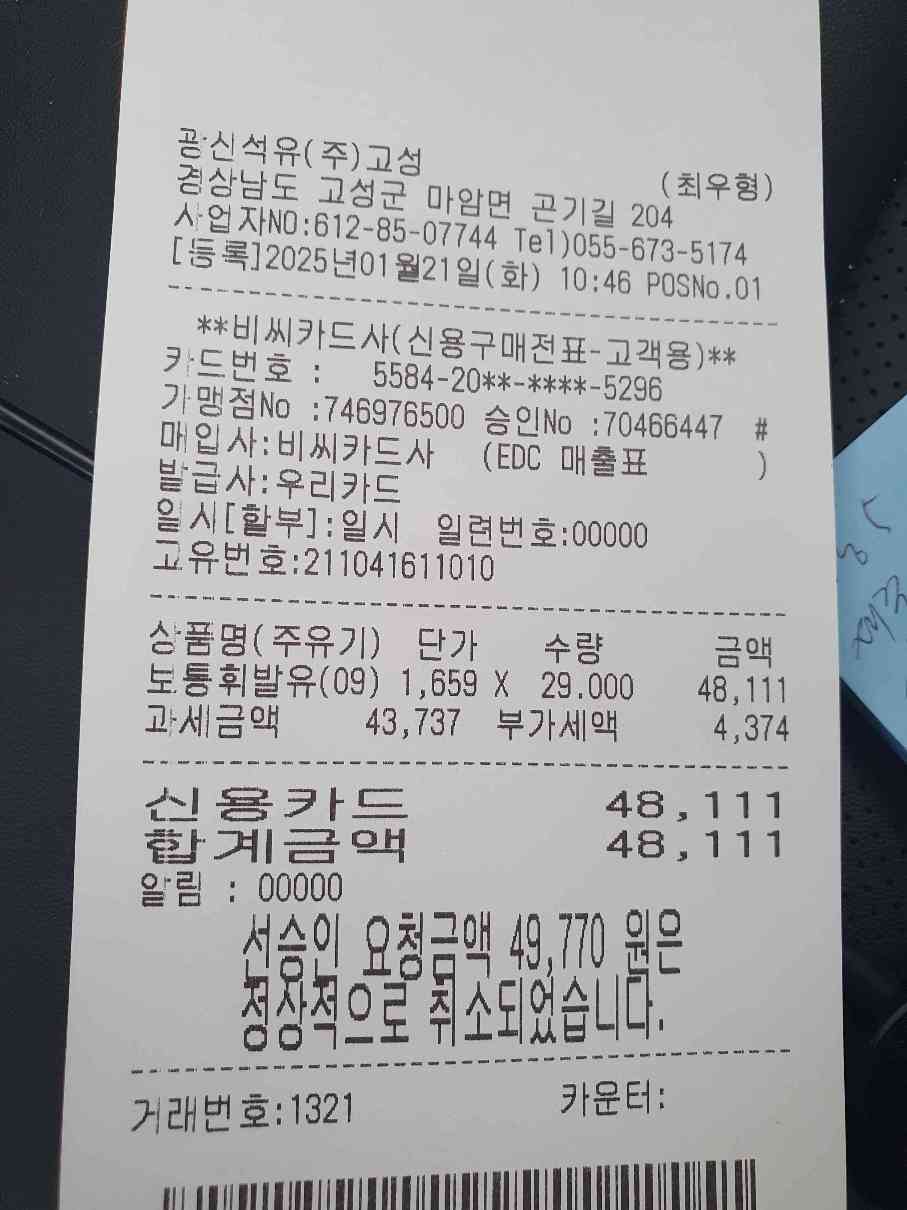 광신석유(주)고성
(최우형)
경상남도 고성군 마암면 곤기길 204
사업자NO:612-85-07744 Tel)055-673-5174
[등록]2025년01월21일(화) 10:46 POSNo.01
**비씨카드사(신용구매전표-고객용)**
카드번호 : 5584-20**-****-5296
가맹점No :746976500 승인No :70466447 #
매입사:비씨카드사 (EDC 매출표 )
발급사:우리카드
일시[할부]:일시 일련번호:00000
고유번호:211041611010
상품명(주유기) 단가 수량 금액
보통휘발유(09) 1,659 X 29.000 48,111
과세금액 43,737 부가세액 4,374
신용카드 48,111
합계금액 48,111
알림 : 00000
선승인 요청금액 49,770 원은
정상적으로 취소되었습니다.
거래번호:1321 카운터: